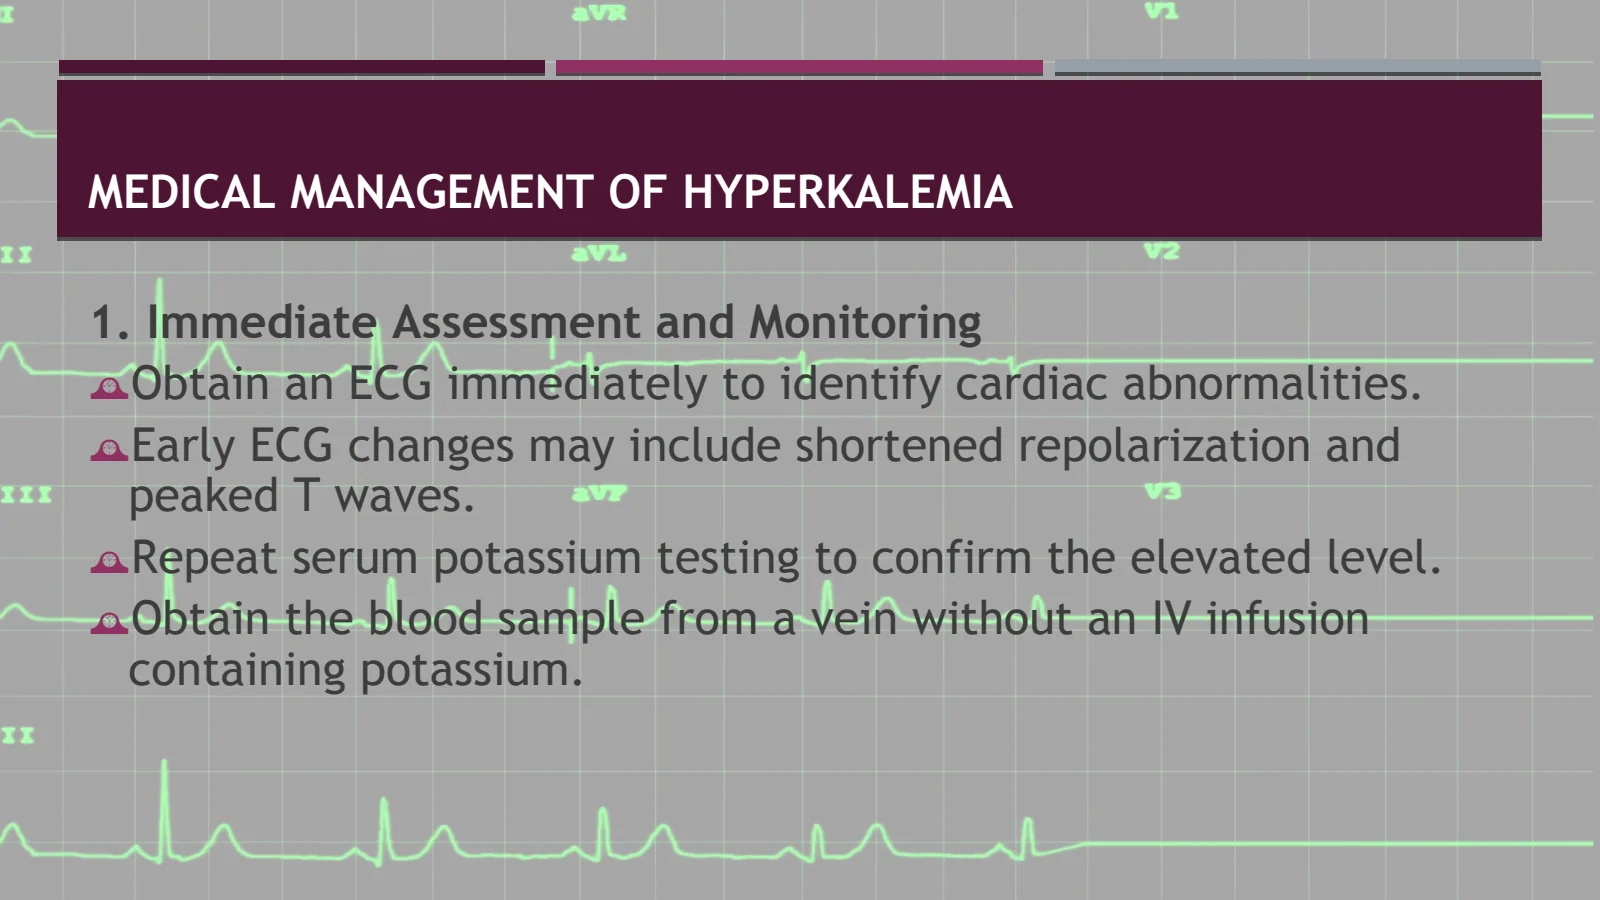 I
aVR
V1
MEDICAL MANAGEMENT OF HYPERKALEMIA
II
aVL
V2
1. Immediate Assessment and Monitoring
Obtain an ECG immediately to identify cardiac abnormalities.
Early ECG changes may include shortened repolarization and
peaked T waves.
III
aVF
V3
Repeat serum potassium testing to confirm the elevated level.
Obtain the blood sample from a vein without an IV infusion
containing potassium.
II